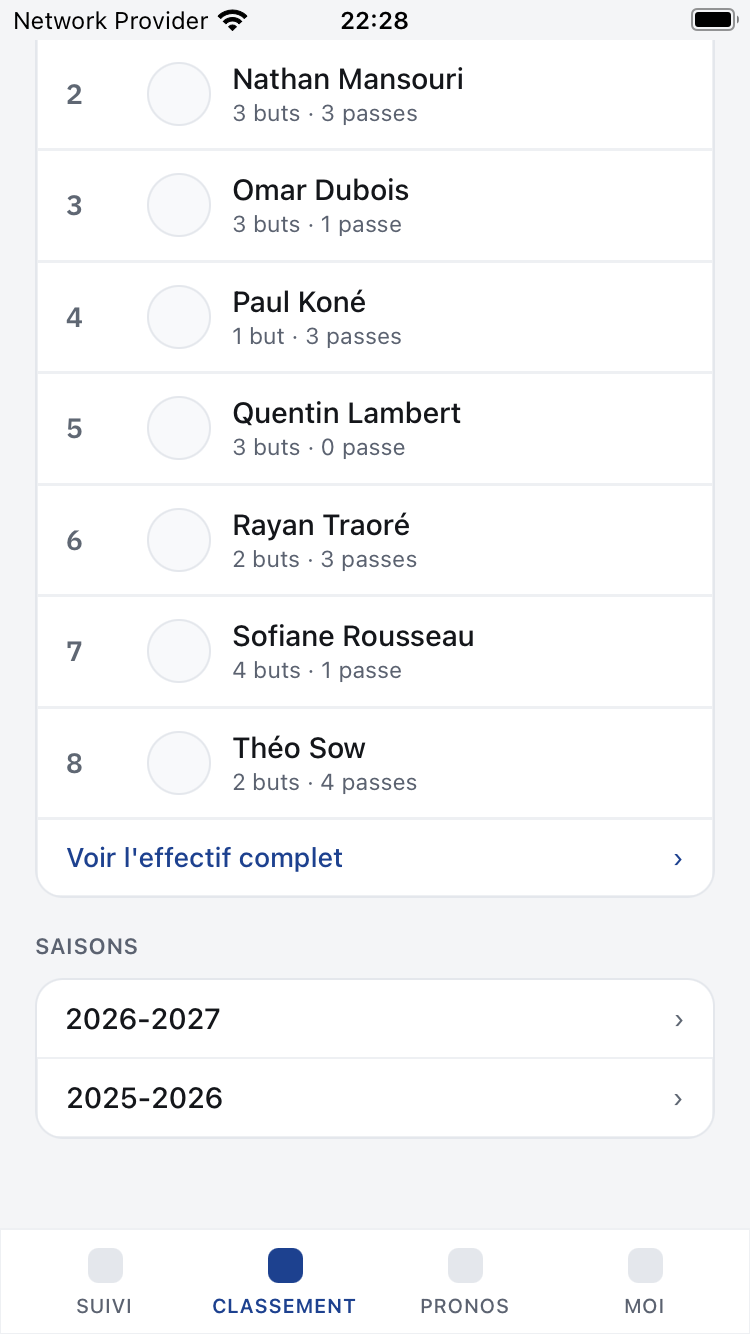 Network Provider 22:28
2 Nathan Mansouri
3 buts · 3 passes
3 Omar Dubois
3 buts · 1 passe
4 Paul Koné
1 but · 3 passes
5 Quentin Lambert
3 buts · 0 passe
6 Rayan Traoré
2 buts · 3 passes
7 Sofiane Rousseau
4 buts · 1 passe
8 Théo Sow
2 buts · 4 passes
Voir l'effectif complet ›
SAISONS
2026-2027 ›
2025-2026 ›
SUIVI CLASSEMENT PRONOS MOI